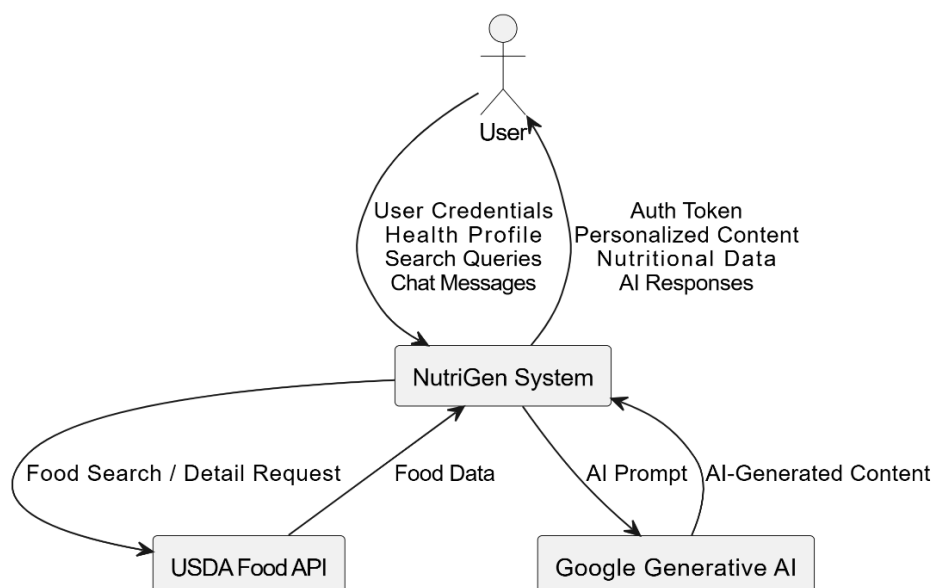 User
User Credentials
Health Profile
Search Queries
Chat Messages
Auth Token
Personalized Content
Nutritional Data
AI Responses
NutriGen System
Food Search / Detail Request
Food Data
AI Prompt
AI-Generated Content
USDA Food API
Google Generative AI